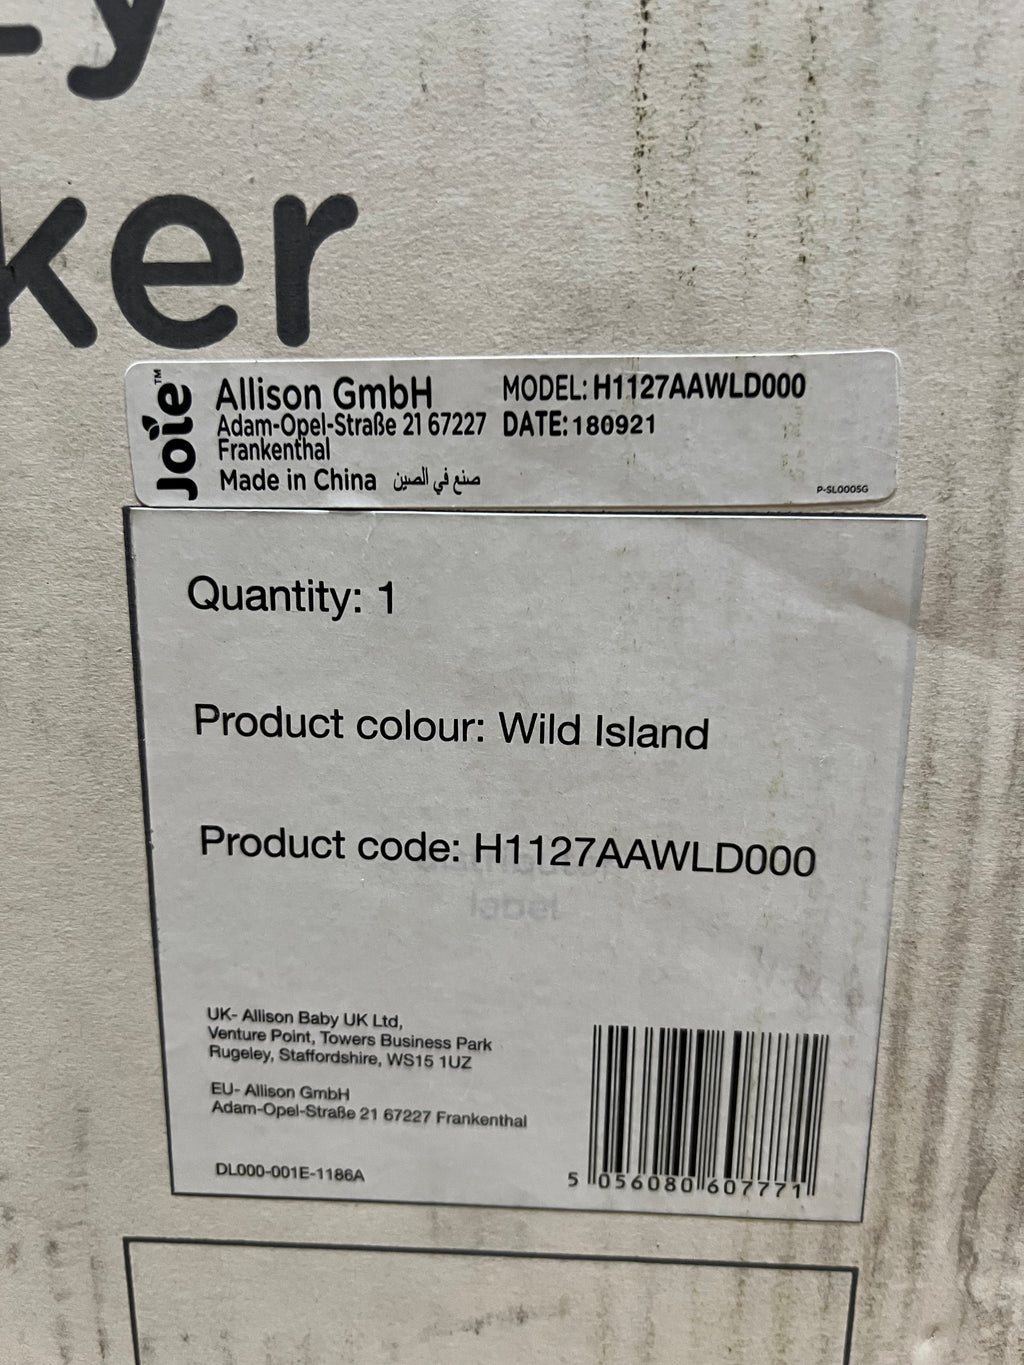 y
ker
Joie™
Allison GmbH
Adam-Opel-Straße 21 67227
Frankenthal
Made in China صنع في الصين
MODEL: H1127AAWLD000
DATE: 180921
P-SL0005G
Quantity: 1
Product colour: Wild Island
Product code: H1127AAWLD000
label
UK- Allison Baby UK Ltd,
Venture Point, Towers Business Park
Rugeley, Staffordshire, WS15 1UZ
EU- Allison GmbH
Adam-Opel-Straße 21 67227 Frankenthal
DL000-001E-1186A
5 056080 607771